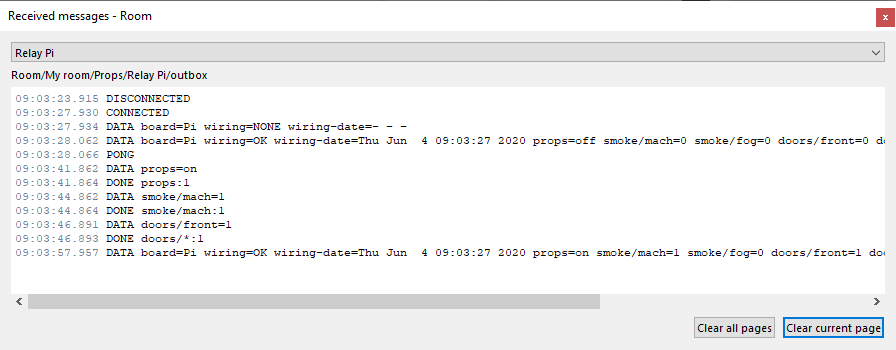 Received messages - Room
Relay Pi
Room/My room/Props/Relay Pi/outbox
09:03:23.915 DISCONNECTED
09:03:27.930 CONNECTED
09:03:27.934 DATA board=Pi wiring=NONE wiring-date=- - -
09:03:28.062 DATA board=Pi wiring=OK wiring-date=Thu Jun  4 09:03:27 2020 props=off smoke/mach=0 smoke/fog=0 doors/front=0
09:03:28.066 PONG
09:03:41.862 DATA props=on
09:03:41.864 DONE props:1
09:03:44.862 DATA smoke/mach=1
09:03:44.864 DONE smoke/mach:1
09:03:46.891 DATA doors/front=1
09:03:46.893 DONE doors/*:1
09:03:57.957 DATA board=Pi wiring=OK wiring-date=Thu Jun  4 09:03:27 2020 props=on smoke/mach=1 smoke/fog=0 doors/front=1
Clear all pages
Clear current page